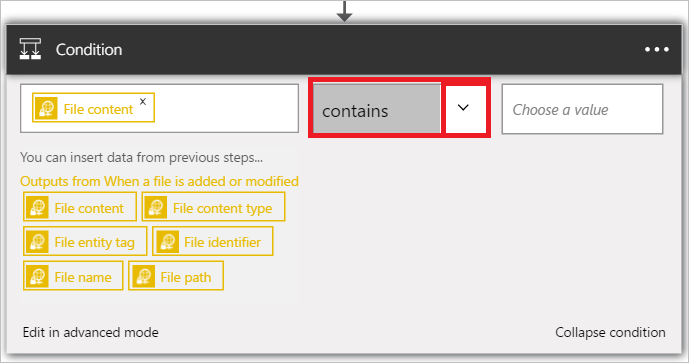 Condition
File content x
contains
Choose a value
You can insert data from previous steps...
Outputs from When a file is added or modified
File content
File content type
File entity tag
File identifier
File name
File path
Edit in advanced mode
Collapse condition